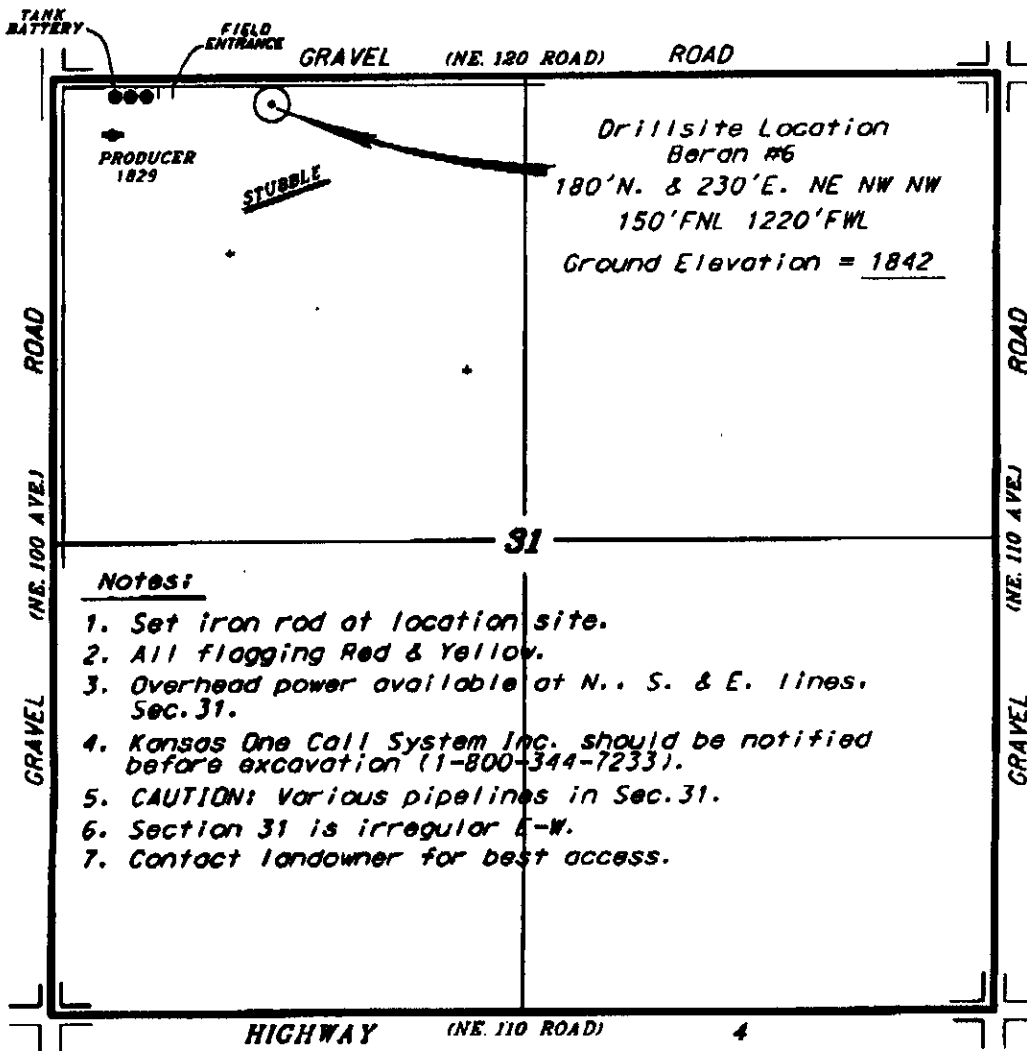 TANK
BATTERY
FIELD
ENTRANCE
GRAVEL (NE. 120 ROAD) ROAD
PRODUCER
1829
STUBBLE
Drillsite Location
Beran #6
180'N. & 230'E. NE NW NW
150'FNL 1220'FWL
Ground Elevation = 1842
ROAD
(NE. 100 AVE.)
GRAVEL
ROAD
(NE. 110 AVE.)
GRAVEL
31
Notes:
1. Set iron rod at location site.
2. All flagging Red & Yellow.
3. Overhead power available at N., S. & E. lines,
Sec. 31.
4. Kansas One Call System Inc. should be notified
before excavation (1-800-344-7233).
5. CAUTION: Various pipelines in Sec. 31.
6. Section 31 is irregular E-W.
7. Contact landowner for best access.
HIGHWAY (NE. 110 ROAD) 4